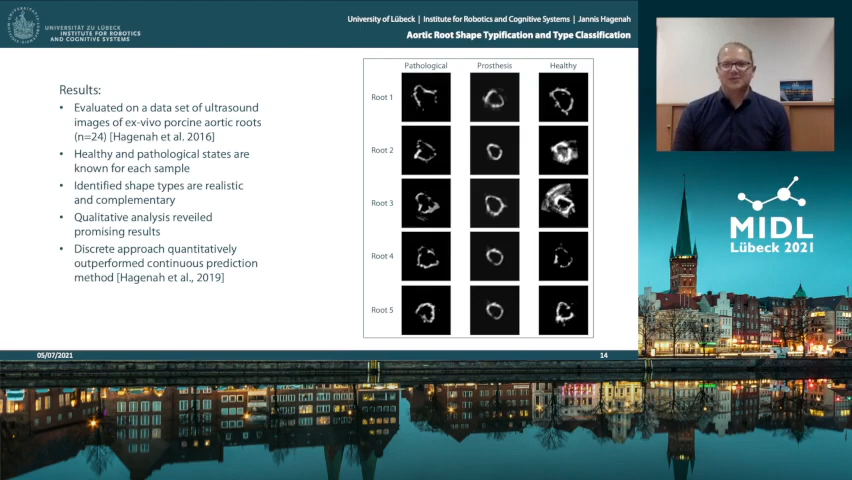 UNIVERSITÄT ZU LÜBECK
INSTITUTE FOR ROBOTICS
AND COGNITIVE SYSTEMS
University of Lübeck | Institute for Robotics and Cognitive Systems | Jannis Hagenah
Aortic Root Shape Typification and Type Classification
Results:
• Evaluated on a data set of ultrasound
images of ex-vivo porcine aortic roots
(n=24) [Hagenah et al. 2016]
• Healthy and pathological states are
known for each sample
• Identified shape types are realistic
and complementary
• Qualitative analysis reveiled
promising results
• Discrete approach quantitatively
outperformed continuous prediction
method [Hagenah et al., 2019]
Pathological Prosthesis Healthy
Root 1
Root 2
Root 3
Root 4
Root 5
05/07/2021
14
MIDL
Lübeck 2021